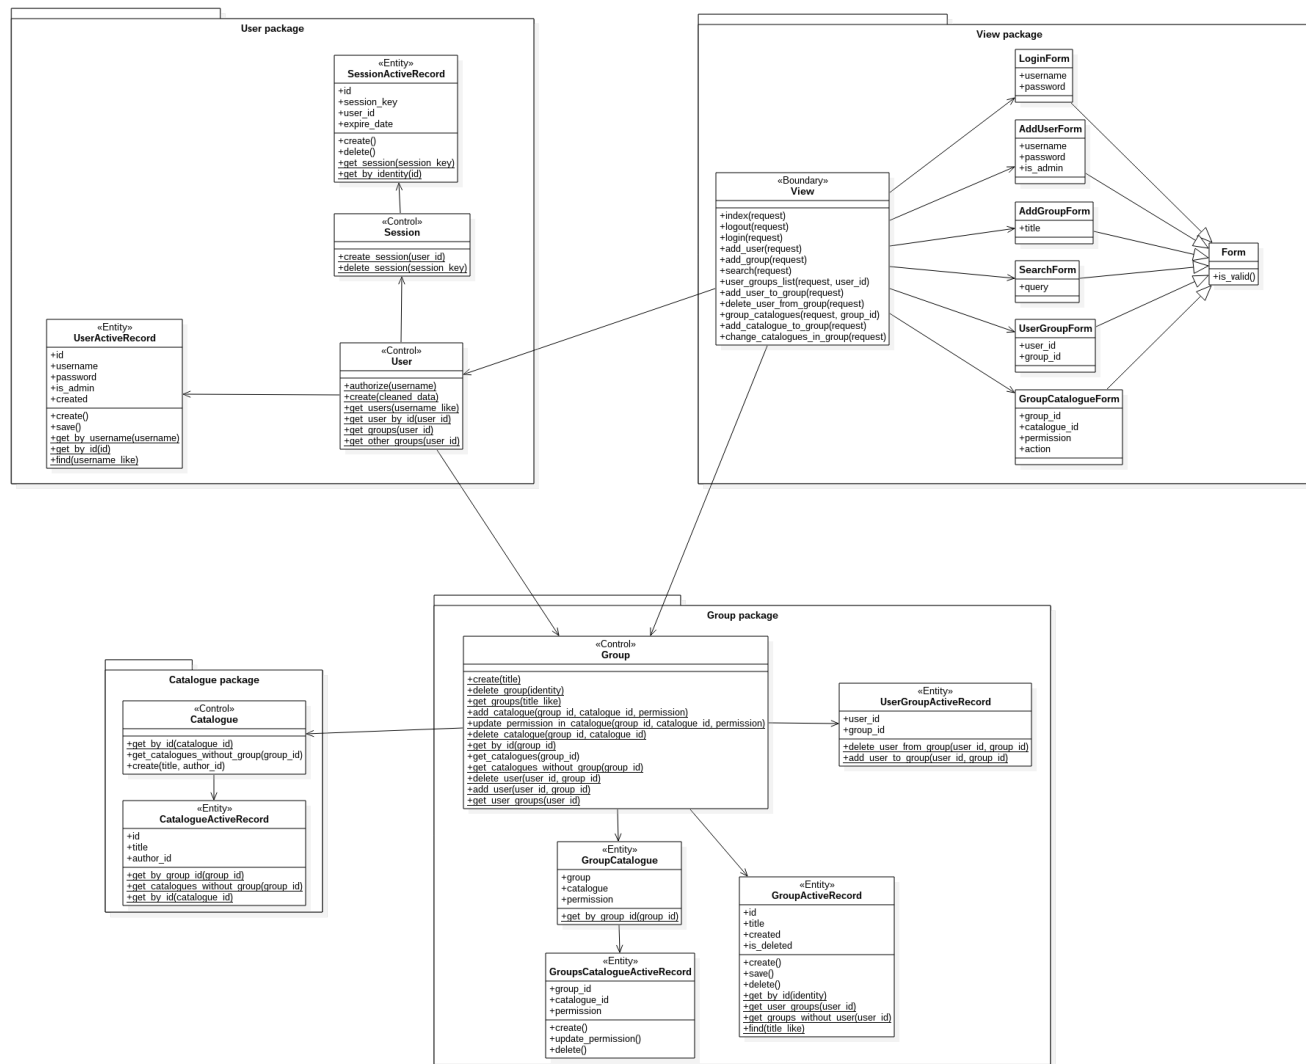 User package
«Entity»
SessionActiveRecord
+id
+session_key
+user_id
+expire_date
+create()
+delete()
+get_session(session_key)
+get_by_identity(id)
«Control»
Session
+create_session(user_id)
+delete_session(session_key)
«Entity»
UserActiveRecord
+id
+username
+password
+is_admin
+created
+create()
+save()
+get_by_username(username)
+get_by_id(id)
+find(username_like)
«Control»
User
+authorize(username)
+create(cleaned_data)
+get_users(username_like)
+get_user_by_id(user_id)
+get_groups(user_id)
+get_other_groups(user_id)
View package
«Boundary»
View
+index(request)
+logout(request)
+login(request)
+add_user(request)
+add_group(request)
+search(request)
+user_groups_list(request, user_id)
+add_user_to_group(request)
+delete_user_from_group(request)
+group_catalogues(request, group_id)
+add_catalogue_to_group(request)
+change_catalogues_in_group(request)
LoginForm
+username
+password
AddUserForm
+username
+password
+is_admin
AddGroupForm
+title
SearchForm
+query
UserGroupForm
+user_id
+group_id
GroupCatalogueForm
+group_id
+catalogue_id
+permission
+action
Form
+is_valid()
Catalogue package
«Control»
Catalogue
+get_by_id(catalogue_id)
+get_catalogues_without_group(group_id)
+create(title, author_id)
«Entity»
CatalogueActiveRecord
+id
+title
+author_id
+get_by_group_id(group_id)
+get_catalogues_without_group(group_id)
+get_by_id(catalogue_id)
Group package
«Control»
Group
+create(title)
+delete_group(identity)
+get_groups(title_like)
+add_catalogue(group_id, catalogue_id, permission)
+update_permission_in_catalogue(group_id, catalogue_id, permission)
+delete_catalogue(group_id, catalogue_id)
+get_by_id(group_id)
+get_catalogues(group_id)
+get_catalogues_without_group(group_id)
+delete_user(user_id, group_id)
+add_user(user_id, group_id)
+get_user_groups(user_id)
«Entity»
UserGroupActiveRecord
+user_id
+group_id
+delete_user_from_group(user_id, group_id)
+add_user_to_group(user_id, group_id)
«Entity»
GroupCatalogue
+group
+catalogue
+permission
+get_by_group_id(group_id)
«Entity»
GroupsCatalogueActiveRecord
+group_id
+catalogue_id
+permission
+create()
+update_permission()
+delete()
«Entity»
GroupActiveRecord
+id
+title
+created
+is_deleted
+create()
+save()
+delete()
+get_by_id(identity)
+get_user_groups(user_id)
+get_groups_without_user(user_id)
+find(title_like)